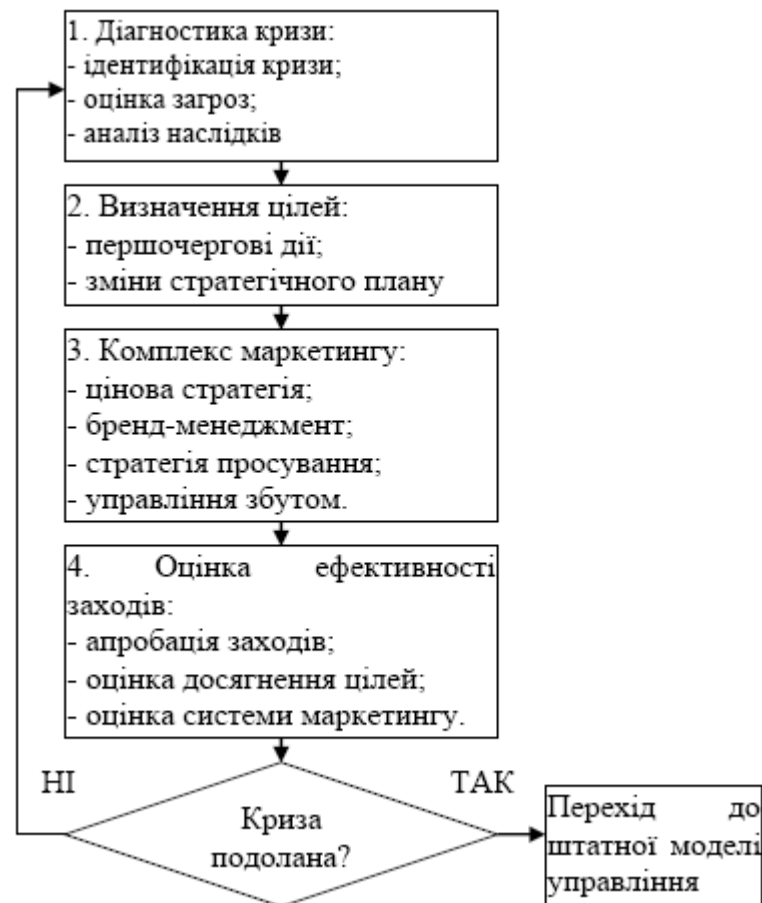 1. Діагностика кризи:
- ідентифікація кризи;
- оцінка загроз;
- аналіз наслідків
2. Визначення цілей:
- першочергові дії;
- зміни стратегічного плану
3. Комплекс маркетингу:
- цінова стратегія;
- бренд-менеджмент;
- стратегія просування;
- управління збутом.
4. Оцінка ефективності
заходів:
- апробація заходів;
- оцінка досягнення цілей;
- оцінка системи маркетингу.
НІ
ТАК
Криза
подолана?
Перехід до
штатної моделі
управління